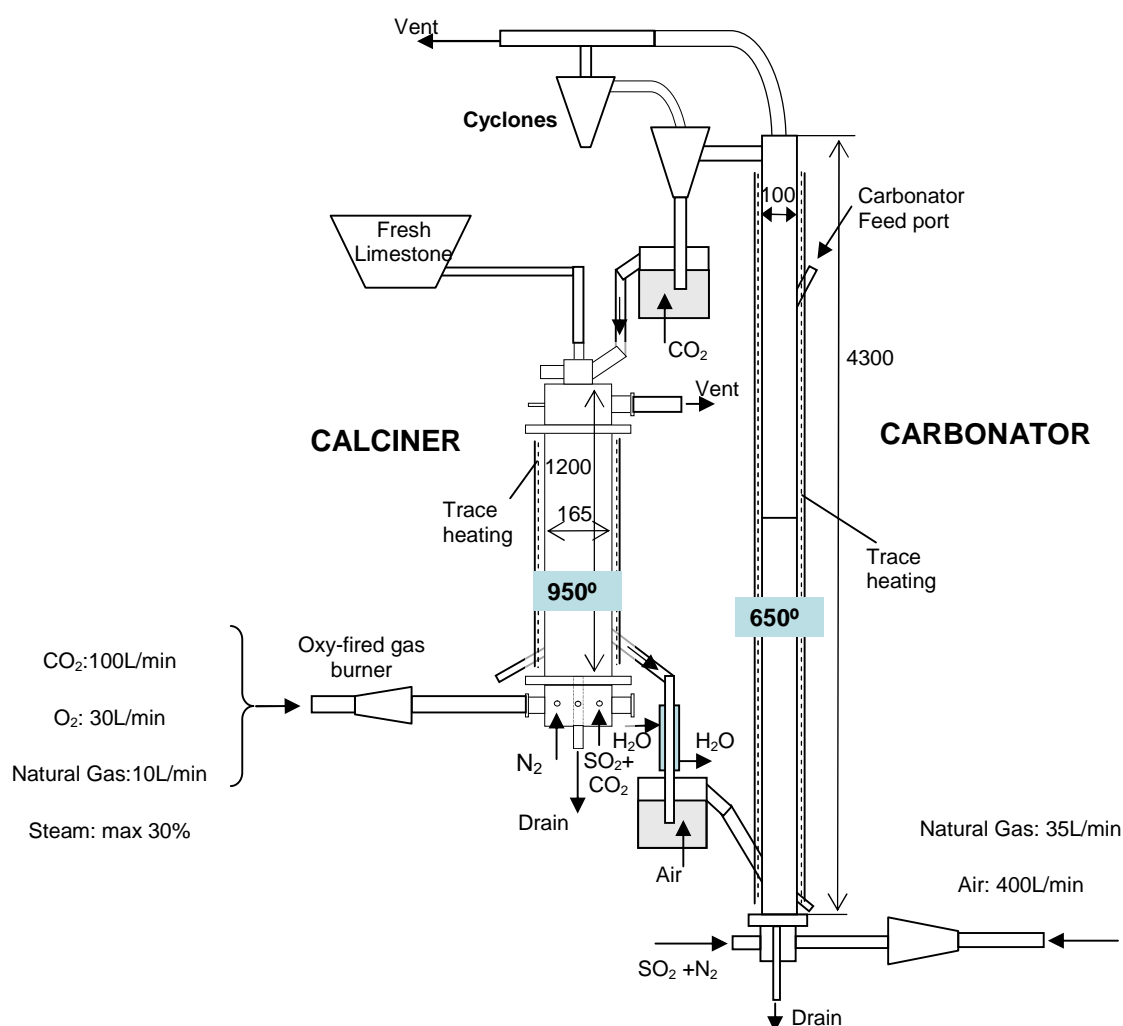 Vent
Cyclones
100
Carbonator
Feed port
Fresh
Limestone
CO₂
4300
Vent
CALCINER
CARBONATOR
1200
Trace
heating
165
Trace
heating
950º
650º
Oxy-fired gas
burner
CO₂:100L/min
O₂: 30L/min
Natural Gas:10L/min
Steam: max 30%
N₂
SO₂+
CO₂
H₂O
H₂O
Drain
Air
Natural Gas: 35L/min
Air: 400L/min
SO₂ +N₂
Drain